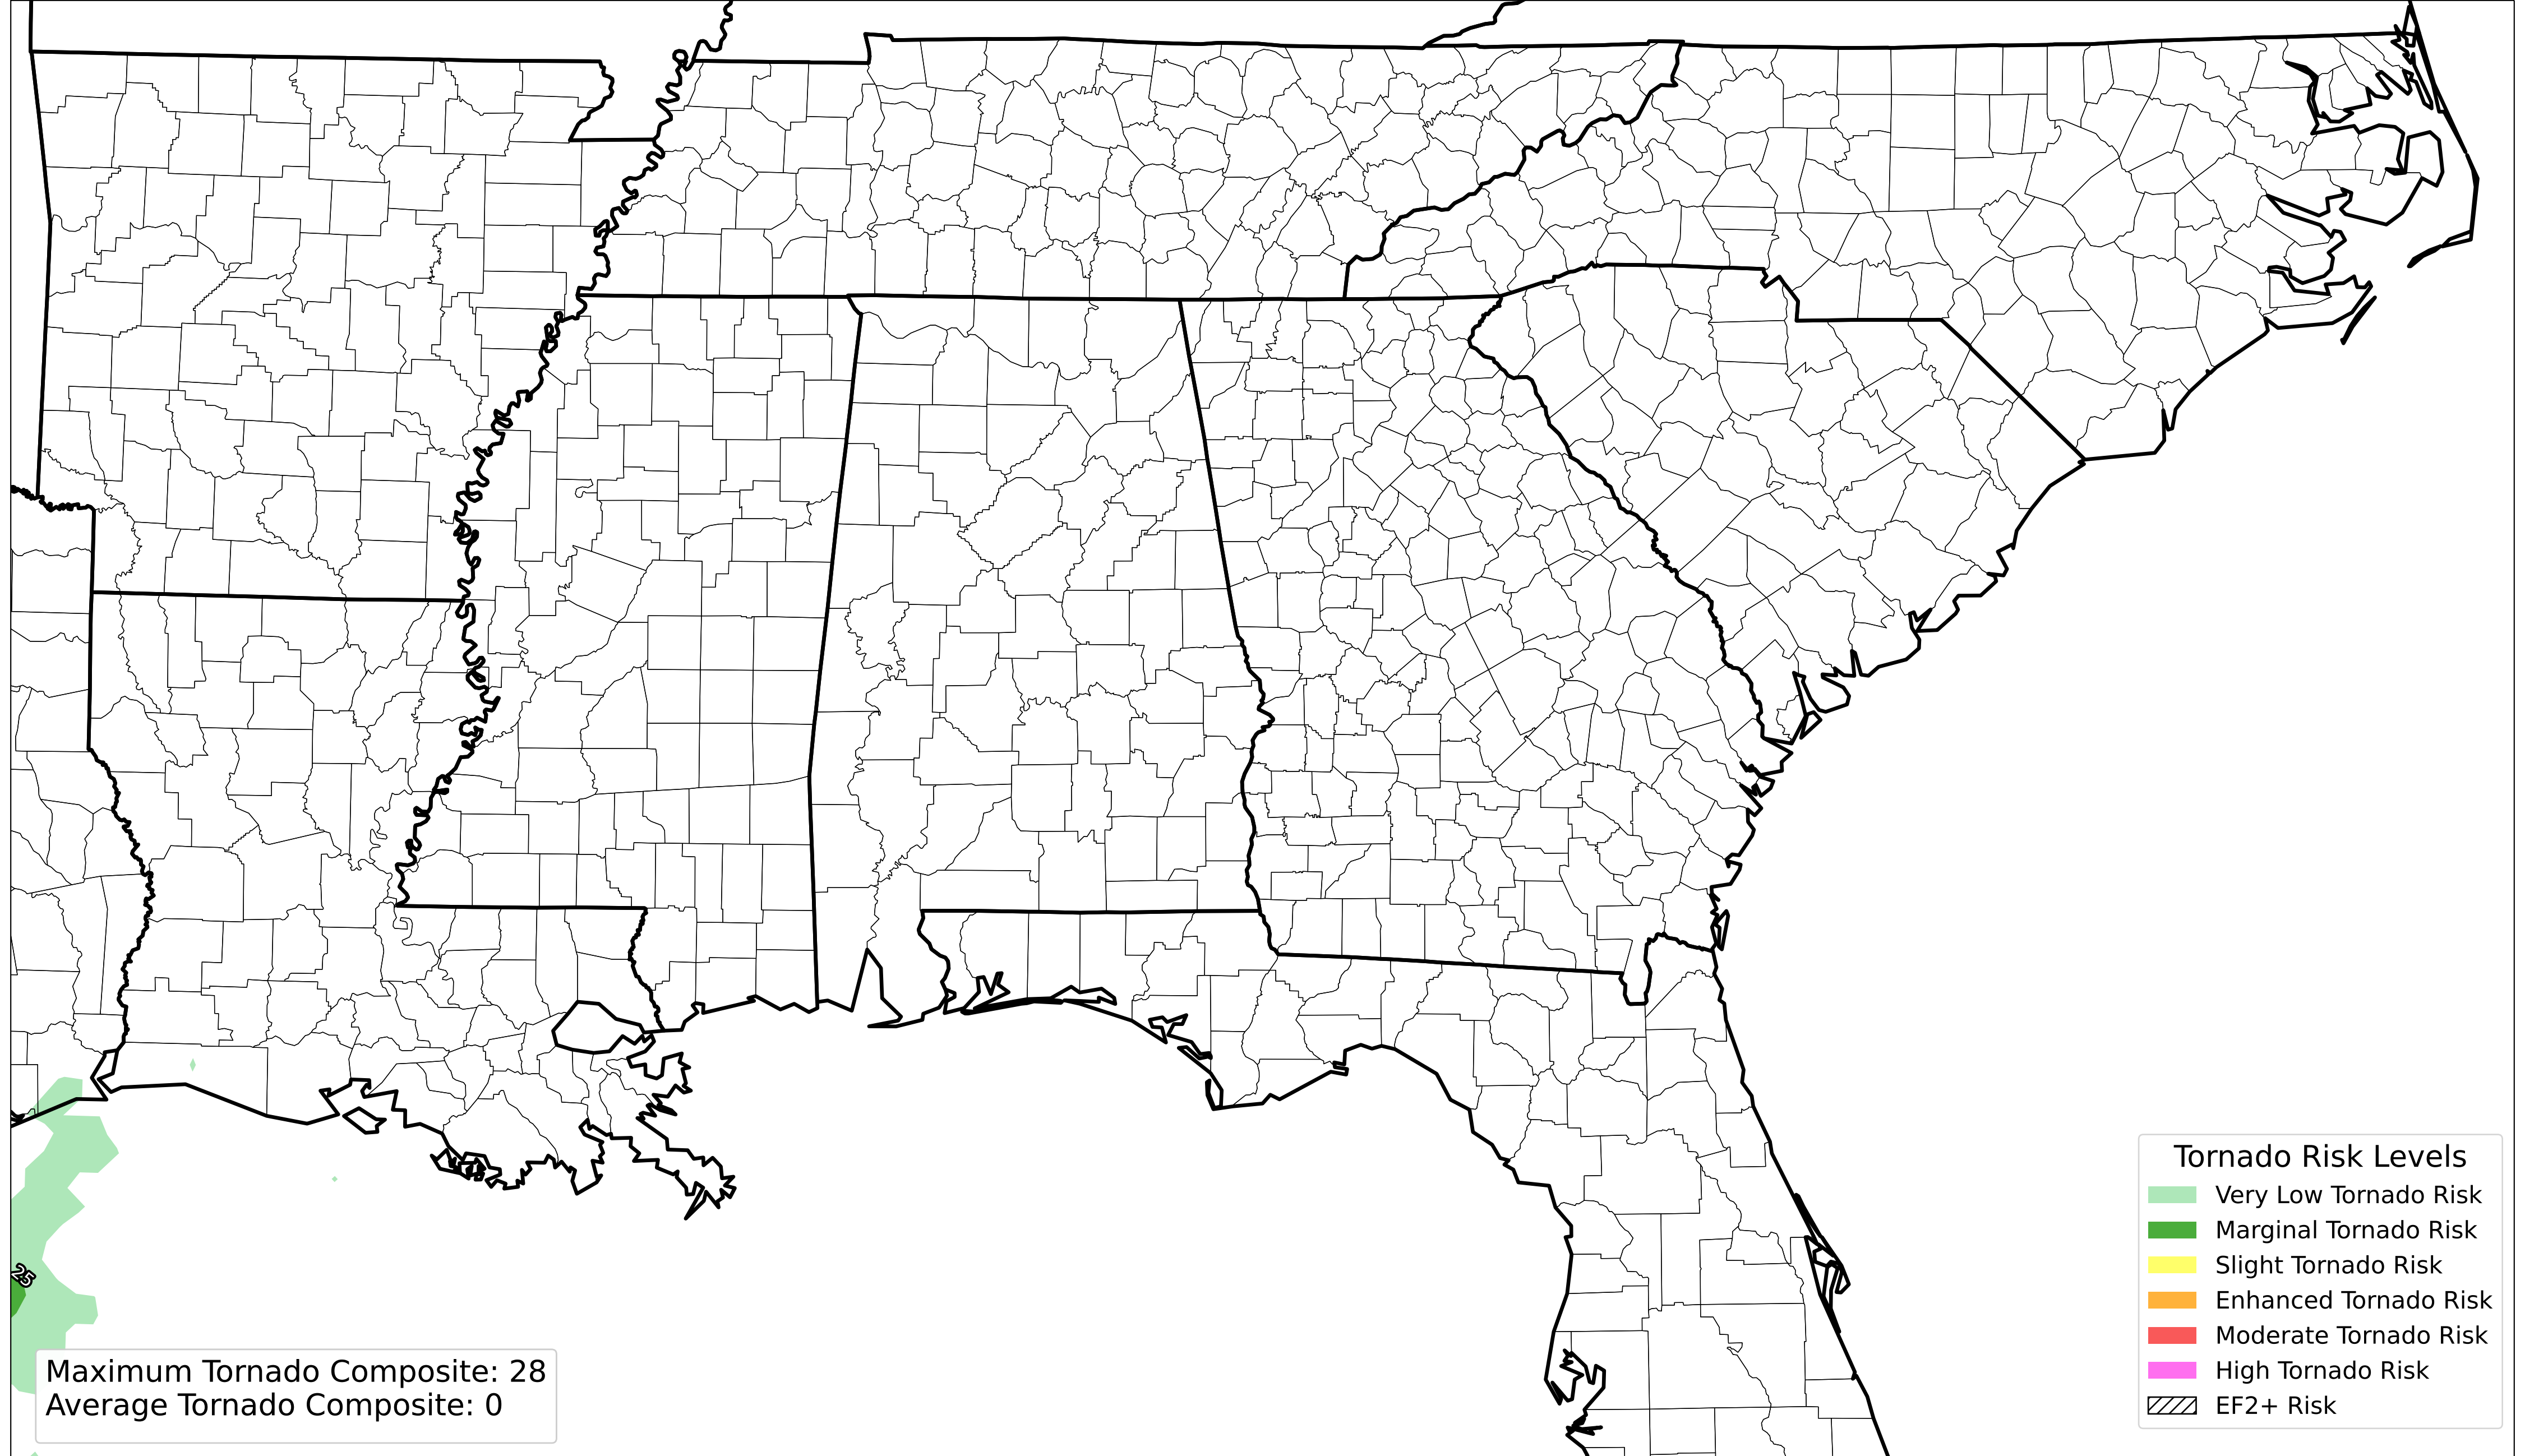 25
Maximum Tornado Composite: 28
Average Tornado Composite: 0
Tornado Risk Levels
Very Low Tornado Risk
Marginal Tornado Risk
Slight Tornado Risk
Enhanced Tornado Risk
Moderate Tornado Risk
High Tornado Risk
EF2+ Risk